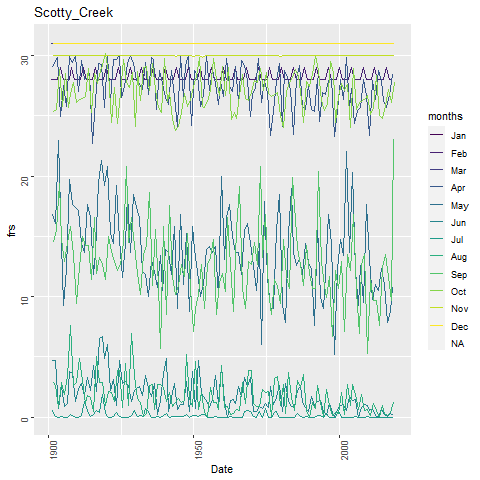 Scotty_Creek
30
20
10
0
frs
1900
1950
2000
Date
months
Jan
Feb
Mar
Apr
May
Jun
Jul
Aug
Sep
Oct
Nov
Dec
NA